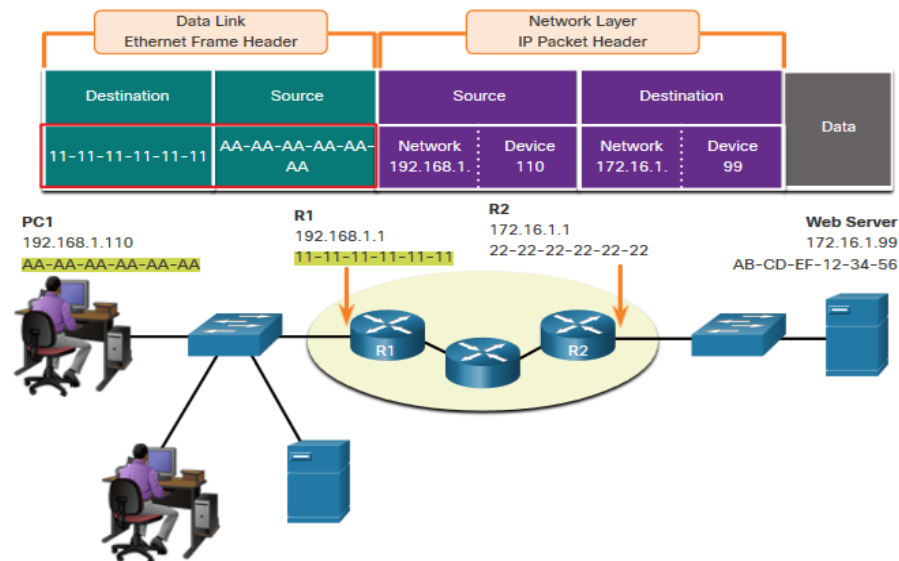 Data Link
Ethernet Frame Header
Network Layer
IP Packet Header
Destination
Source
Source
Destination
Data
11-11-11-11-11-11
AA-AA-AA-AA-AA-
AA
Network
192.168.1.
Device
110
Network
172.16.1.
Device
99
PC1
192.168.1.110
AA-AA-AA-AA-AA-AA
R1
192.168.1.1
11-11-11-11-11-11
R2
172.16.1.1
22-22-22-22-22-22
Web Server
172.16.1.99
AB-CD-EF-12-34-56
R1
R2